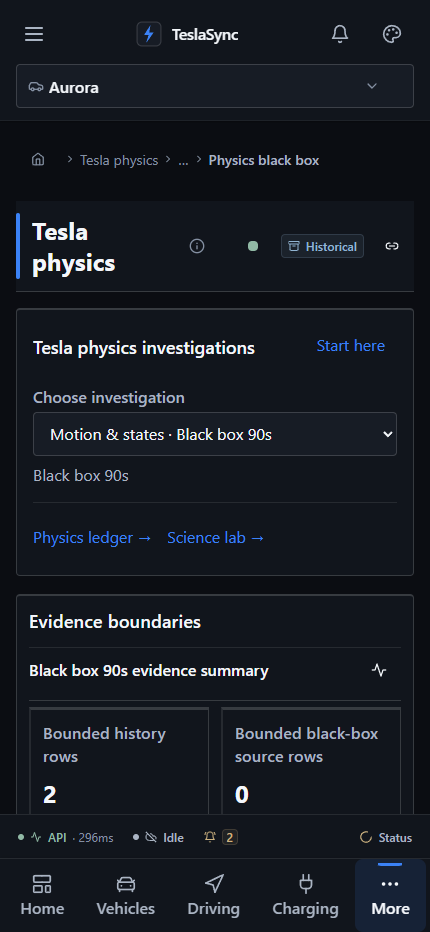 TeslaSync
Aurora
Tesla physics ... Physics black box
Tesla
physics
Historical
Tesla physics investigations
Start here
Choose investigation
Motion & states · Black box 90s
Black box 90s
Physics ledger → Science lab →
Evidence boundaries
Black box 90s evidence summary
Bounded history
rows
2
Bounded black-box
source rows
0
API · 296ms Idle 2 Status
Home Vehicles Driving Charging More